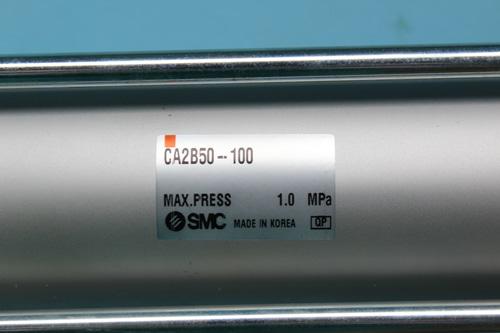 CA2B50-100
MAX.PRESS 1.0 MPa
SMC MADE IN KOREA QP